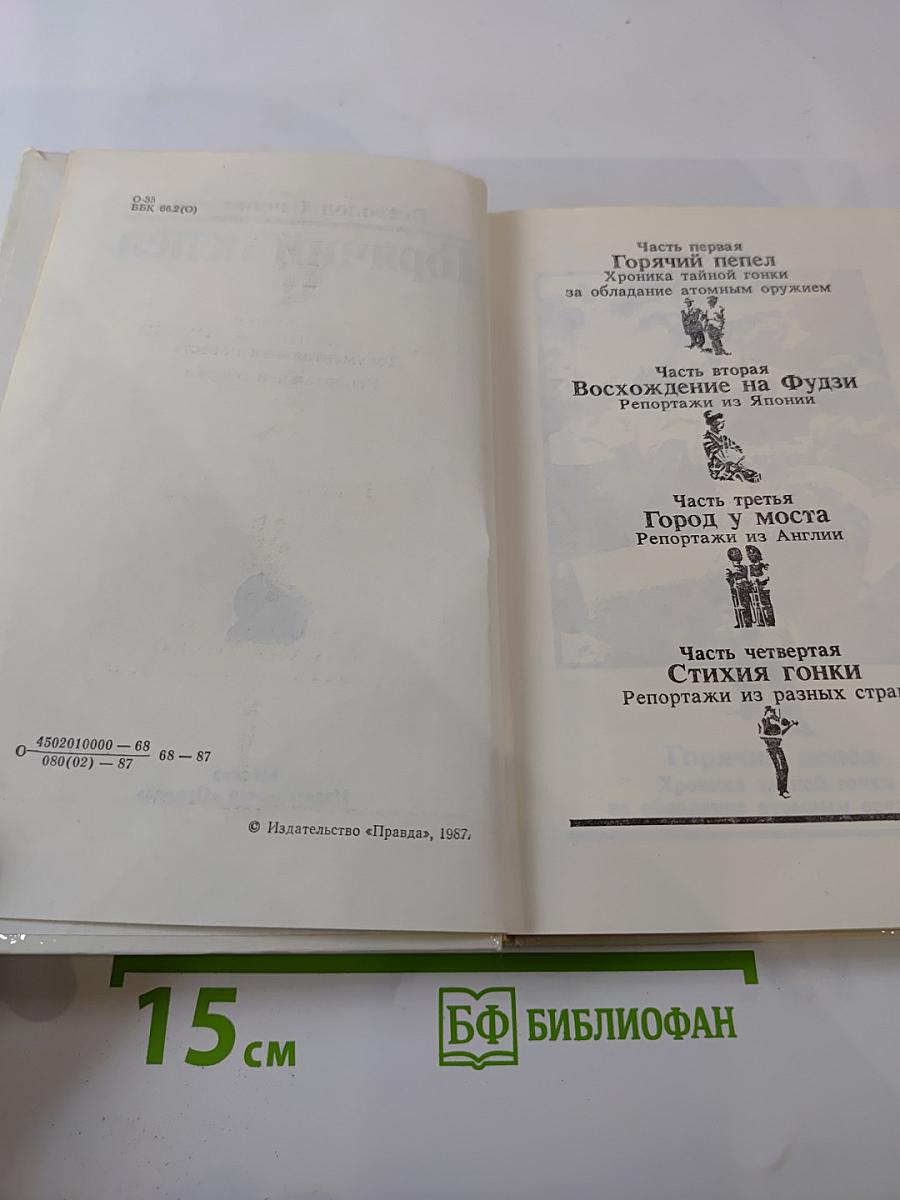 О-35
ББК 66.2(О)
О 4502010000 — 68 68 — 87
080(02) — 87
© Издательство «Правда», 1987.
Часть первая
Горячий пепел
Хроника тайной гонки
за обладание атомным оружием
Часть вторая
Восхождение на Фудзи
Репортажи из Японии
Часть третья
Город у моста
Репортажи из Англии
Часть четвертая
Стихия гонки
Репортажи из разных стран
15 см
БФ БИБЛИОФАН